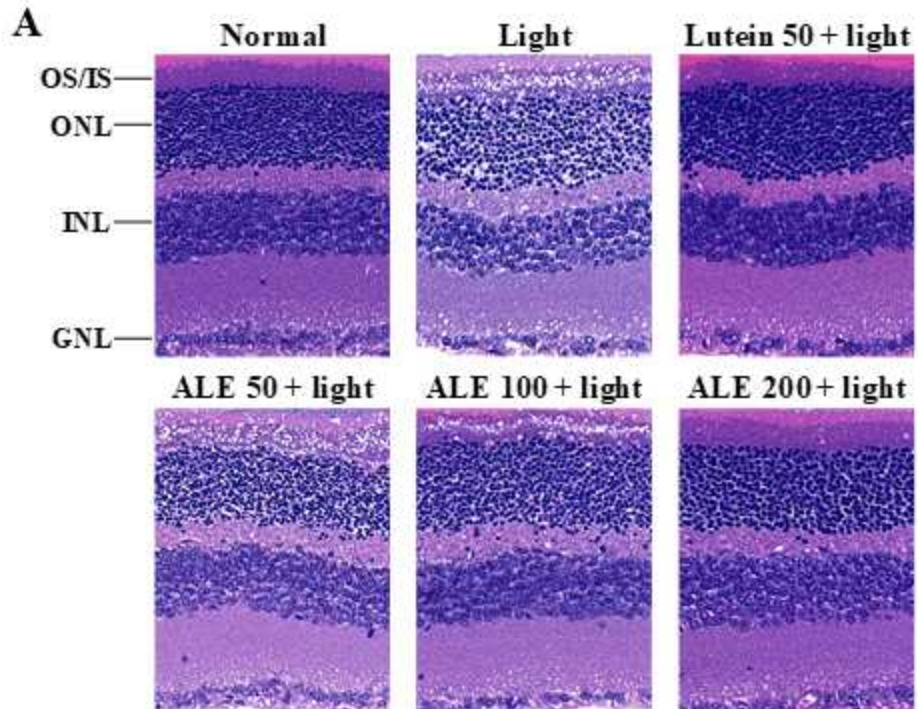 A
Normal Light Lutein 50 + light
OS/IS
ONL
INL
GNL
ALE 50 + light ALE 100 + light ALE 200 + light